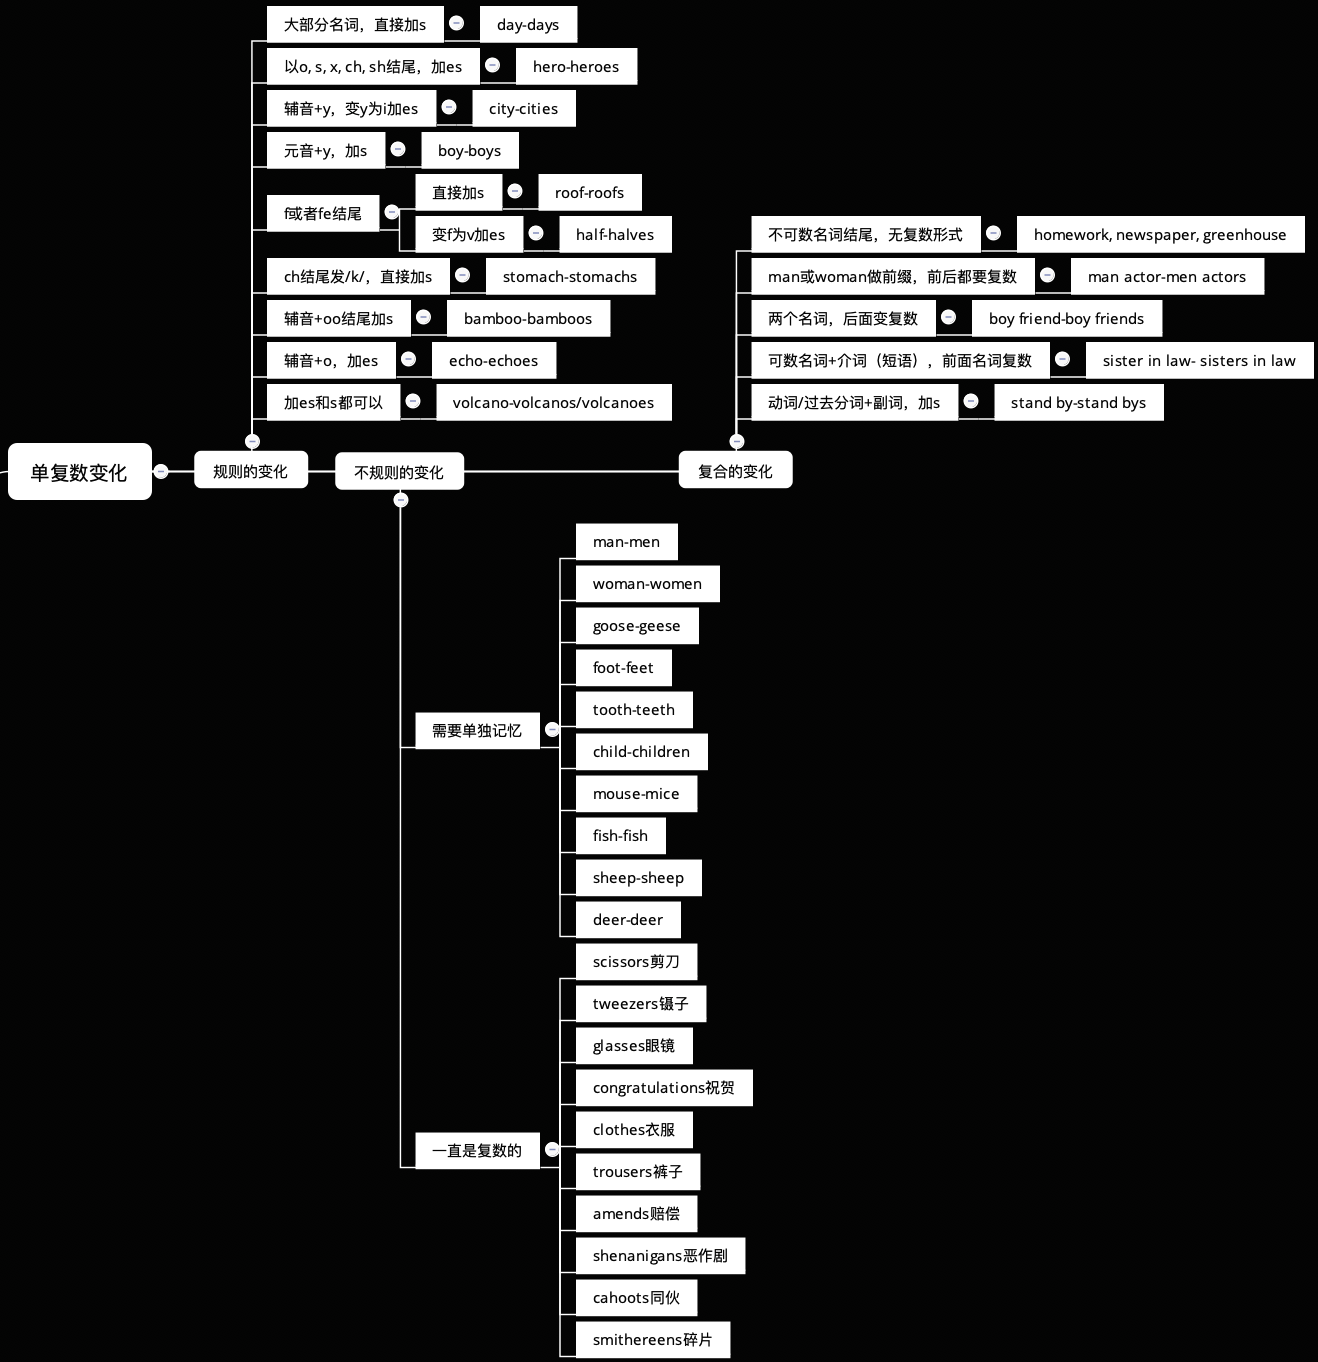 大部分名词，直接加s
day-days
以o, s, x, ch, sh结尾，加es
hero-heroes
辅音+y，变y为i加es
city-cities
元音+y，加s
boy-boys
f或者fe结尾
直接加s
roof-roofs
变f为v加es
half-halves
ch结尾发/k/，直接加s
stomach-stomachs
辅音+oo结尾加s
bamboo-bamboos
辅音+o，加es
echo-echoes
加es和s都可以
volcano-volcanos/volcanoes
不可数名词结尾，无复数形式
homework, newspaper, greenhouse
man或woman做前缀，前后都要复数
man actor-men actors
两个名词，后面变复数
boy friend-boy friends
可数名词+介词（短语），前面名词复数
sister in law- sisters in law
动词/过去分词+副词，加s
stand by-stand bys
单复数变化
规则的变化
不规则的变化
复合的变化
需要单独记忆
man-men
woman-women
goose-geese
foot-feet
tooth-teeth
child-children
mouse-mice
fish-fish
sheep-sheep
deer-deer
一直是复数的
scissors剪刀
tweezers镊子
glasses眼镜
congratulations祝贺
clothes衣服
trousers裤子
amends赔偿
shenanigans恶作剧
cahoots同伙
smithereens碎片